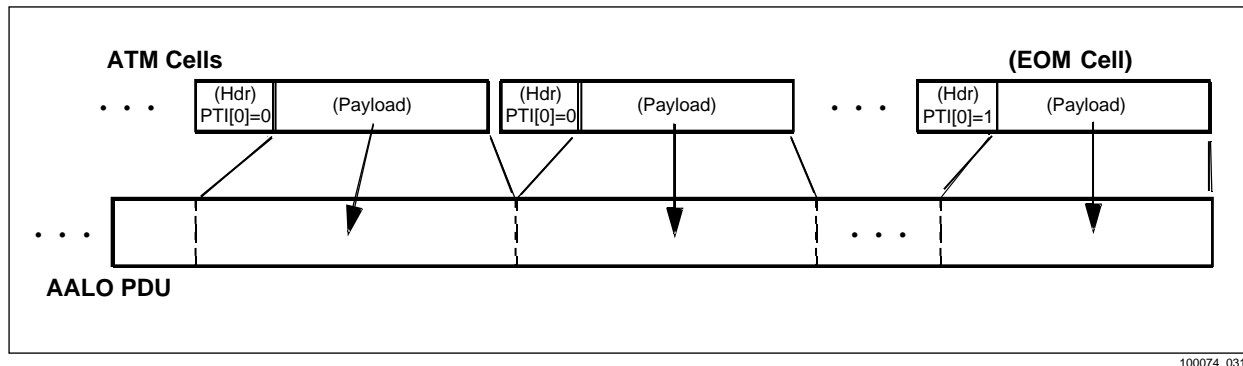 ATM Cells
(EOM Cell)
. . .
(Hdr)
PTI[0]=0
(Payload)
(Hdr)
PTI[0]=0
(Payload)
. . .
(Hdr)
PTI[0]=1
(Payload)
. . .
. . .
AALO PDU
100074_031